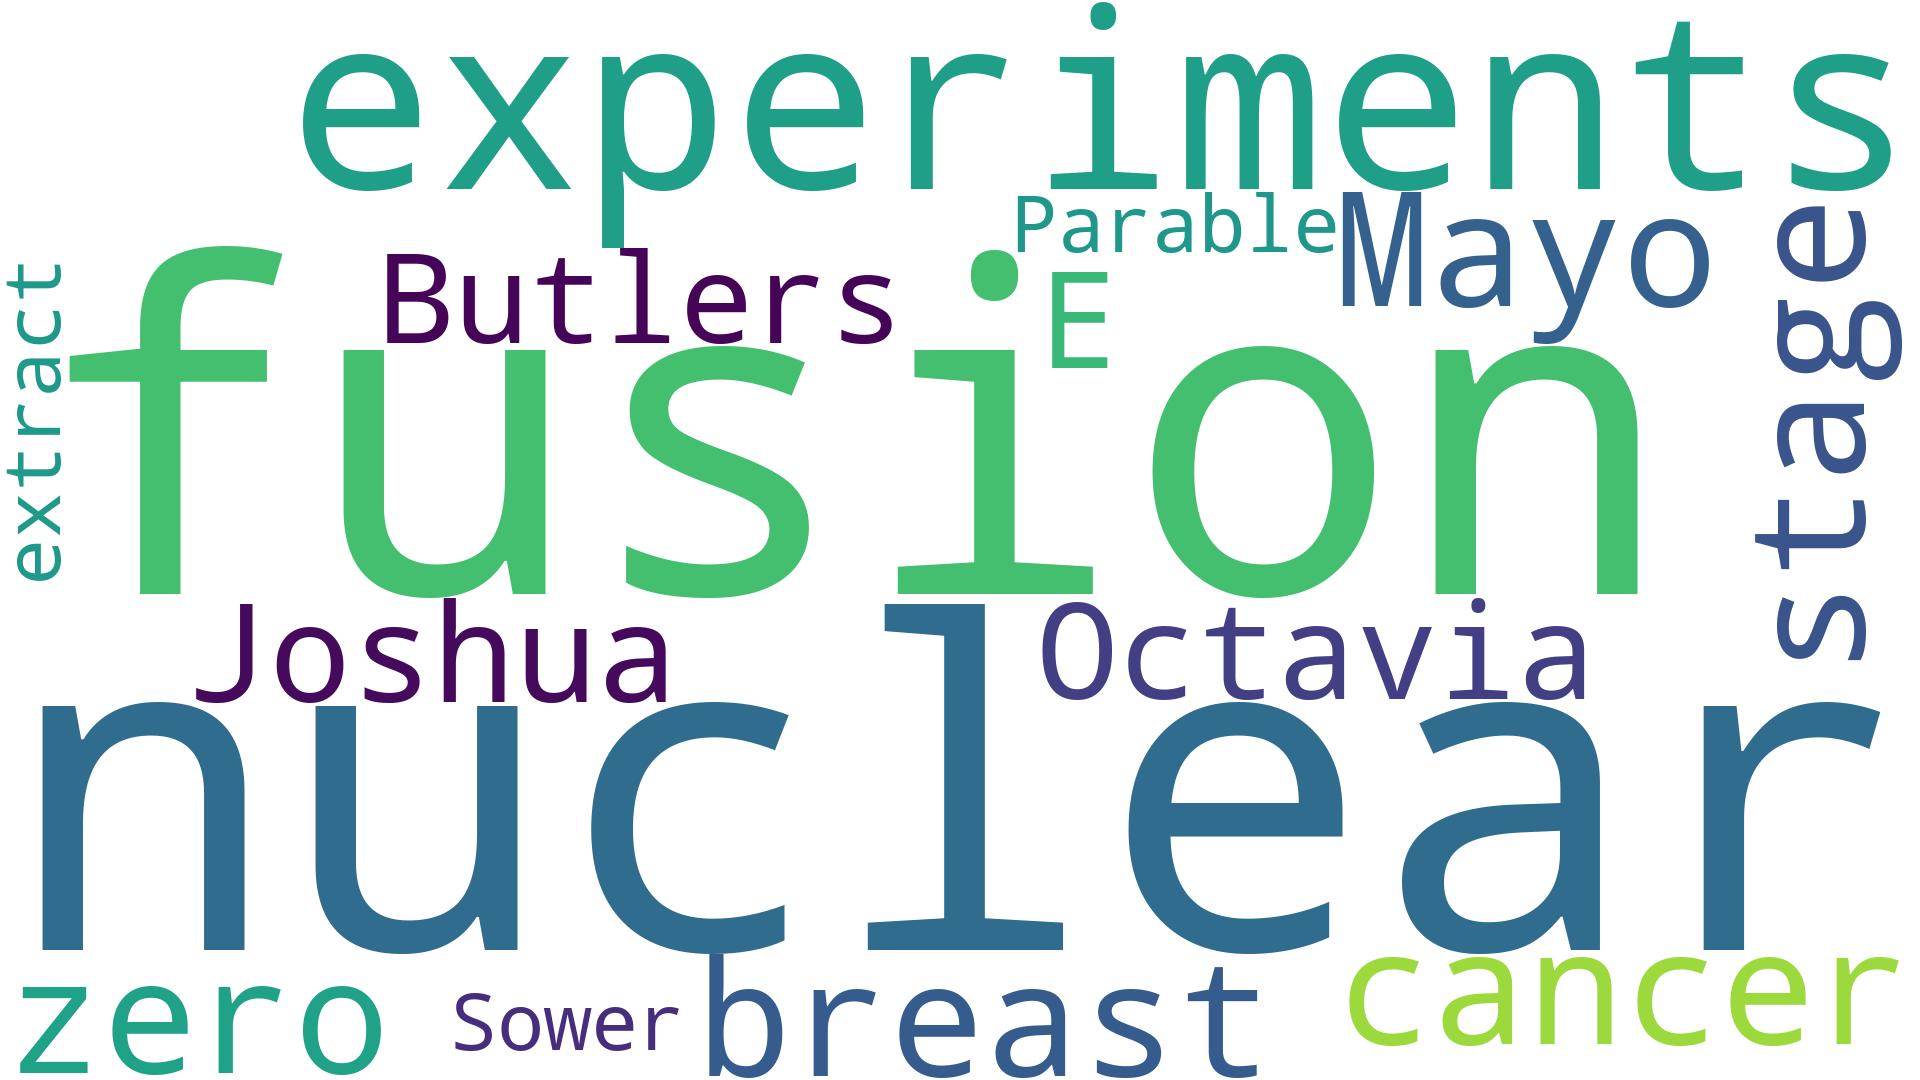 experiments
Parable
Mayo
Butlers
E
stage
extract
fusion
Joshua
Octavia
nuclear
zero
Sower
breast
cancer